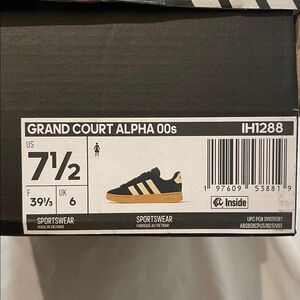 GRAND COURT ALPHA 00s IH1288
US
7½
F UK
39⅓ 6
1 97609 53881 9
Inside
SPORTSWEAR SPORTSWEAR
MADE IN VIETNAM FABRIQUÉ AU VIETNAM